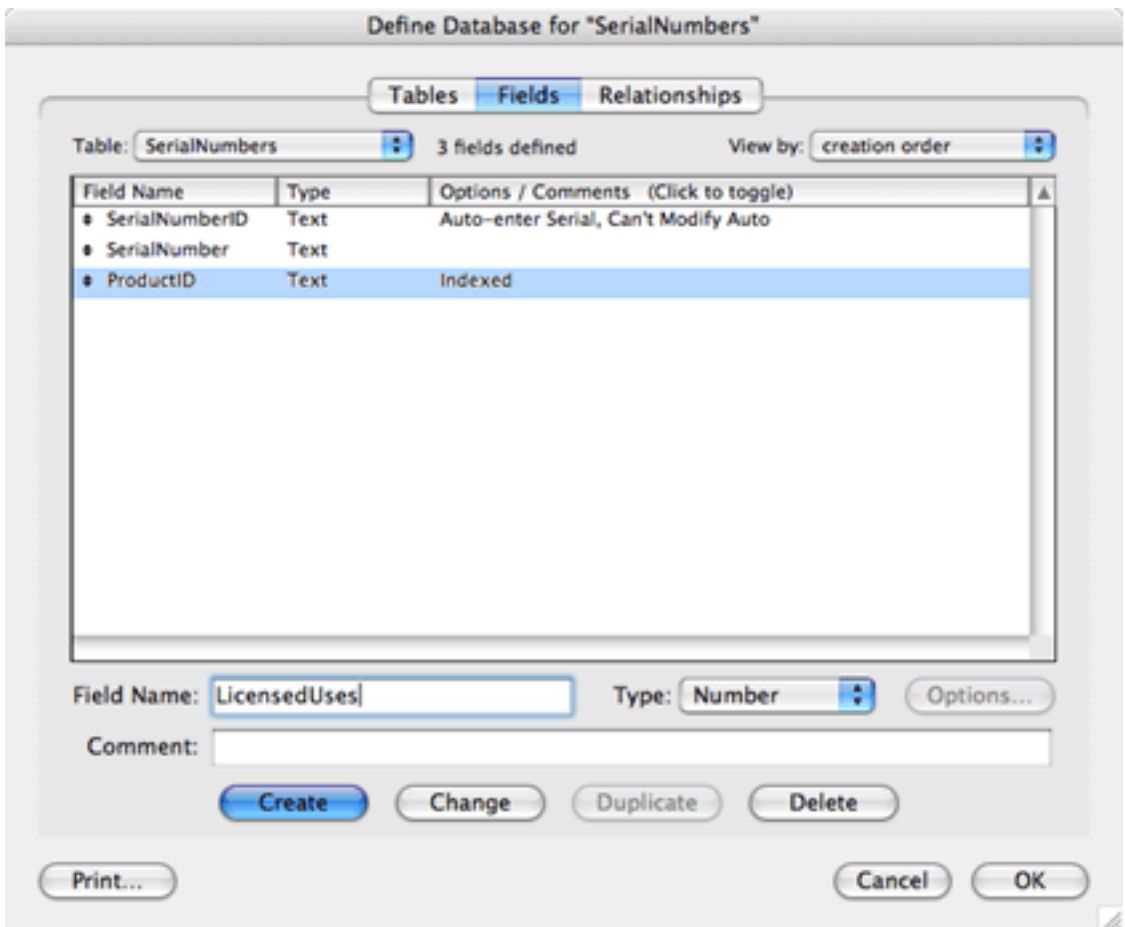 Define Database for "SerialNumbers"
Tables Fields Relationships
Table: SerialNumbers 3 fields defined View by: creation order
Field Name Type Options / Comments (Click to toggle)
SerialNumberID Text Auto-enter Serial, Can't Modify Auto
SerialNumber Text
ProductID Text Indexed
Field Name: LicensedUses Type: Number Options...
Comment:
Create Change Duplicate Delete
Print... Cancel OK